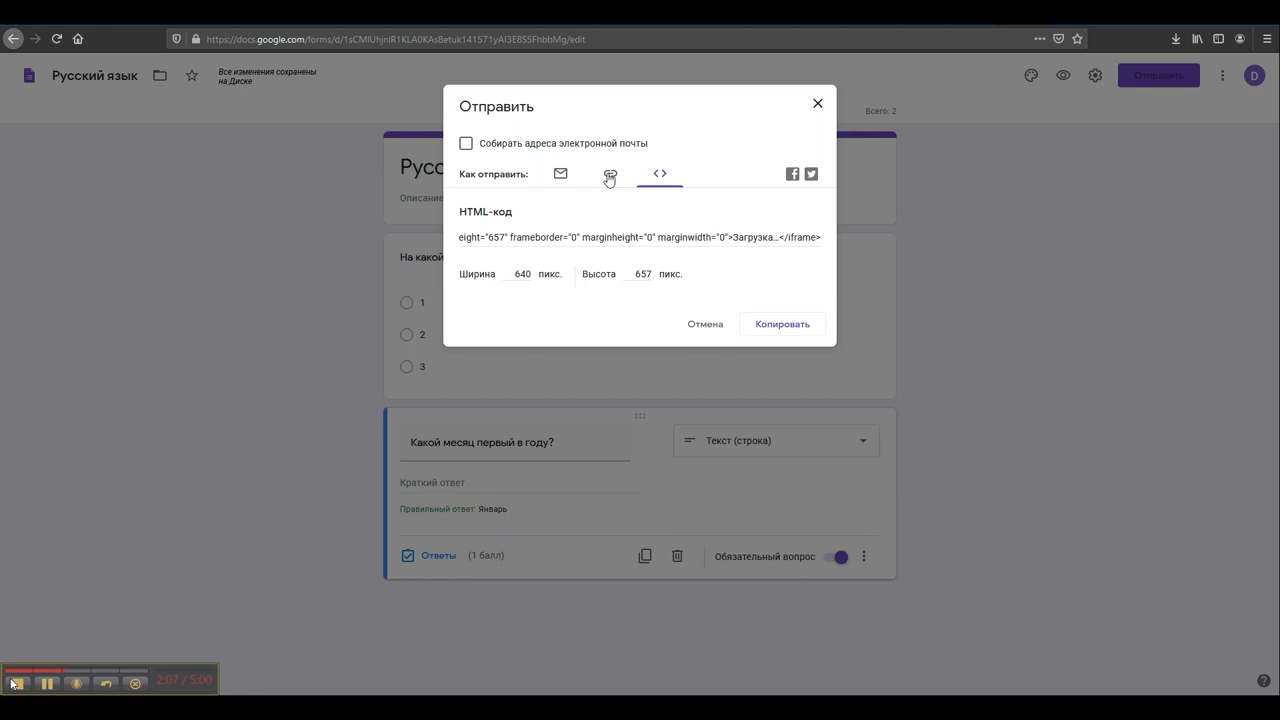 https://docs.google.com/forms/d/1sCMlUhjnlR1KLA0KAs8etuk141571yAI3E8S5FhbbMg/edit
Русский язык
Все изменения сохранены
на Диске
Отправить
D
Всего: 2
Отправить
Собирать адреса электронной почты
Как отправить:
HTML-код
eight="657" frameborder="0" marginheight="0" marginwidth="0">Загрузка…</iframe>
Ширина 640 пикс. Высота 657 пикс.
Отмена Копировать
Русс
Описание
На какой
1
2
3
Какой месяц первый в году?
Текст (строка)
Краткий ответ
Правильный ответ: Январь
Ответы (1 балл)
Обязательный вопрос
2:07 / 5:00